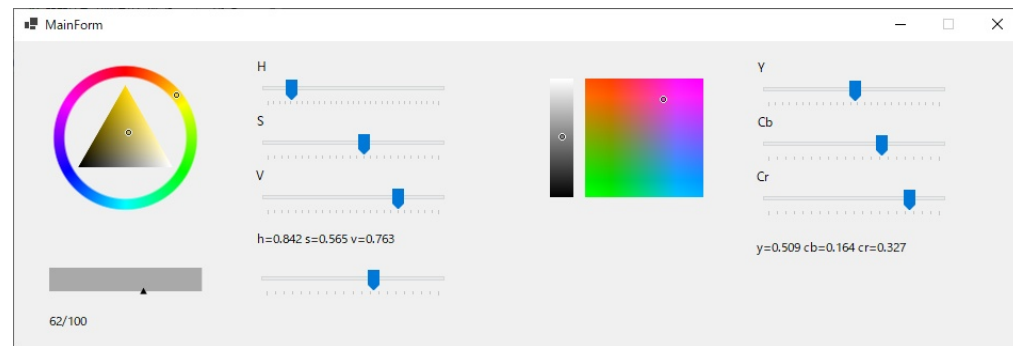 MainForm
H
S
V
h=0.842 s=0.565 v=0.763
62/100
Y
Cb
Cr
y=0.509 cb=0.164 cr=0.327